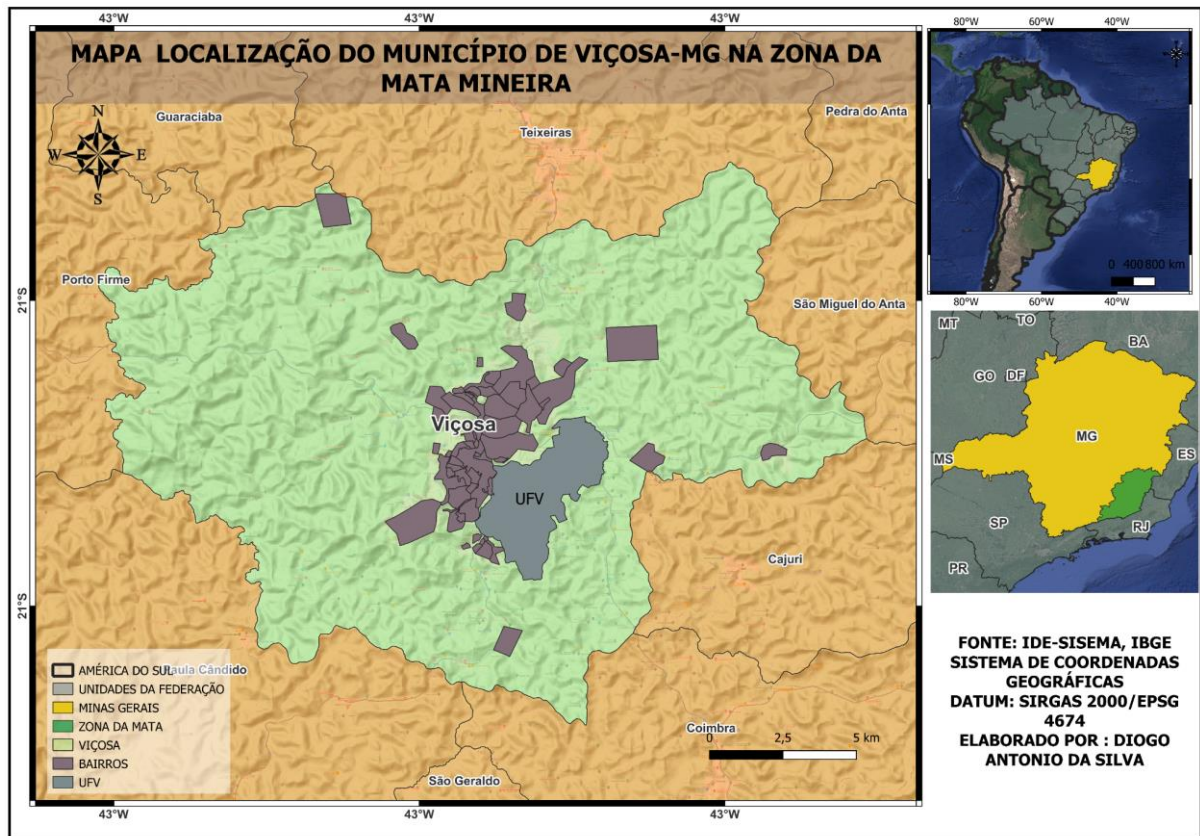 MAPA  LOCALIZAÇÃO DO MUNICÍPIO DE VIÇOSA-MG NA ZONA DA
MATA MINEIRA
43°W
43°W
43°W
21°S
21°S
43°W
43°W
43°W
N
W
E
S
Guaraciaba
Teixeiras
Pedra do Anta
Porto Firme
São Miguel do Anta
Viçosa
UFV
Cajuri
Paula Cândido
Coimbra
São Geraldo
0
2,5
5 km
AMÉRICA DO SUL
UNIDADES DA FEDERAÇÃO
MINAS GERAIS
ZONA DA MATA
VIÇOSA
BAIRROS
UFV
80°W
60°W
40°W
0 400800 km
80°W
60°W
40°W
MT
TO
BA
GO
DF
MG
MS
ES
SP
RJ
PR
FONTE: IDE-SISEMA, IBGE
SISTEMA DE COORDENADAS
GEOGRÁFICAS
DATUM: SIRGAS 2000/EPSG
4674
ELABORADO POR : DIOGO
ANTONIO DA SILVA